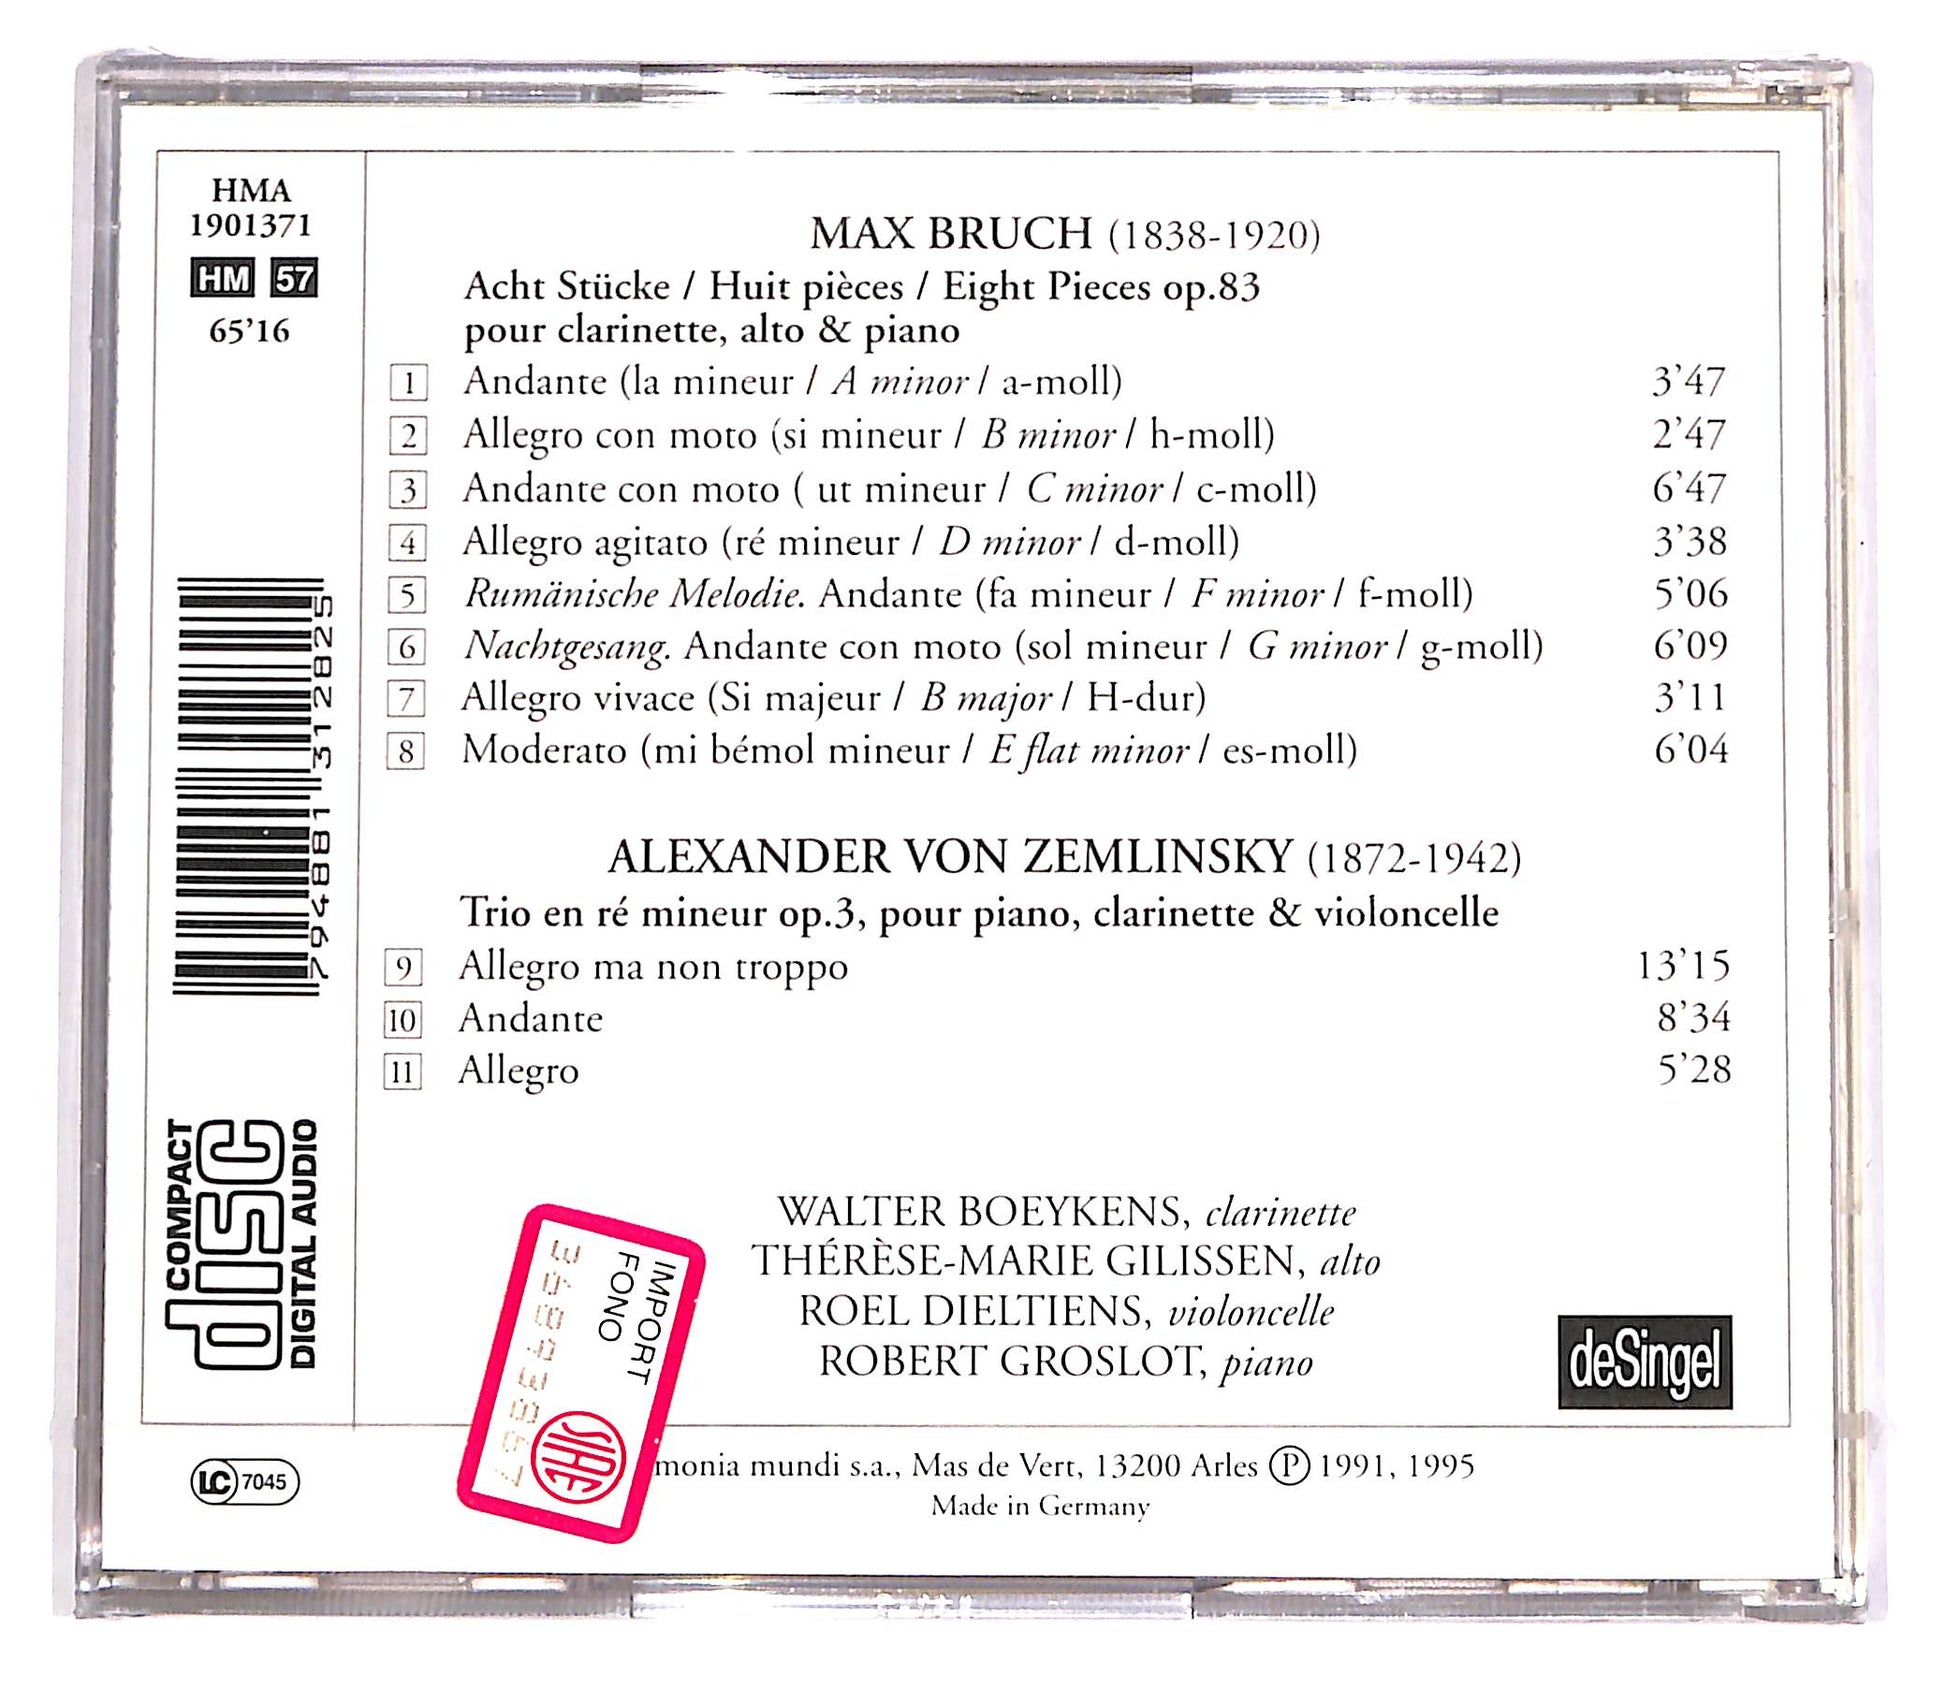 HMA
1901371
HM 57
65'16
MAX BRUCH (1838-1920)
Acht Stücke / Huit pièces / Eight Pieces op.83
pour clarinette, alto & piano
1 Andante (la mineur / A minor / a-moll) 3'47
2 Allegro con moto (si mineur / B minor / h-moll) 2'47
3 Andante con moto ( ut mineur / C minor / c-moll) 6'47
4 Allegro agitato (ré mineur / D minor / d-moll) 3'38
5 Rumänische Melodie. Andante (fa mineur / F minor / f-moll) 5'06
6 Nachtgesang. Andante con moto (sol mineur / G minor / g-moll) 6'09
7 Allegro vivace (Si majeur / B major / H-dur) 3'11
8 Moderato (mi bémol mineur / E flat minor / es-moll) 6'04
ALEXANDER VON ZEMLINSKY (1872-1942)
Trio en ré mineur op.3, pour piano, clarinette & violoncelle
9 Allegro ma non troppo 13'15
10 Andante 8'34
11 Allegro 5'28
794881312825
COMPACT
disc
DIGITAL AUDIO
WALTER BOEYKENS, clarinette
THÉRÈSE-MARIE GILISSEN, alto
ROEL DIELTIENS, violoncelle
ROBERT GROSLOT, piano
deSingel
IMPORT
FONO
SIAE
LC 7045
monia mundi s.a., Mas de Vert, 13200 Arles Ⓟ 1991, 1995
Made in Germany